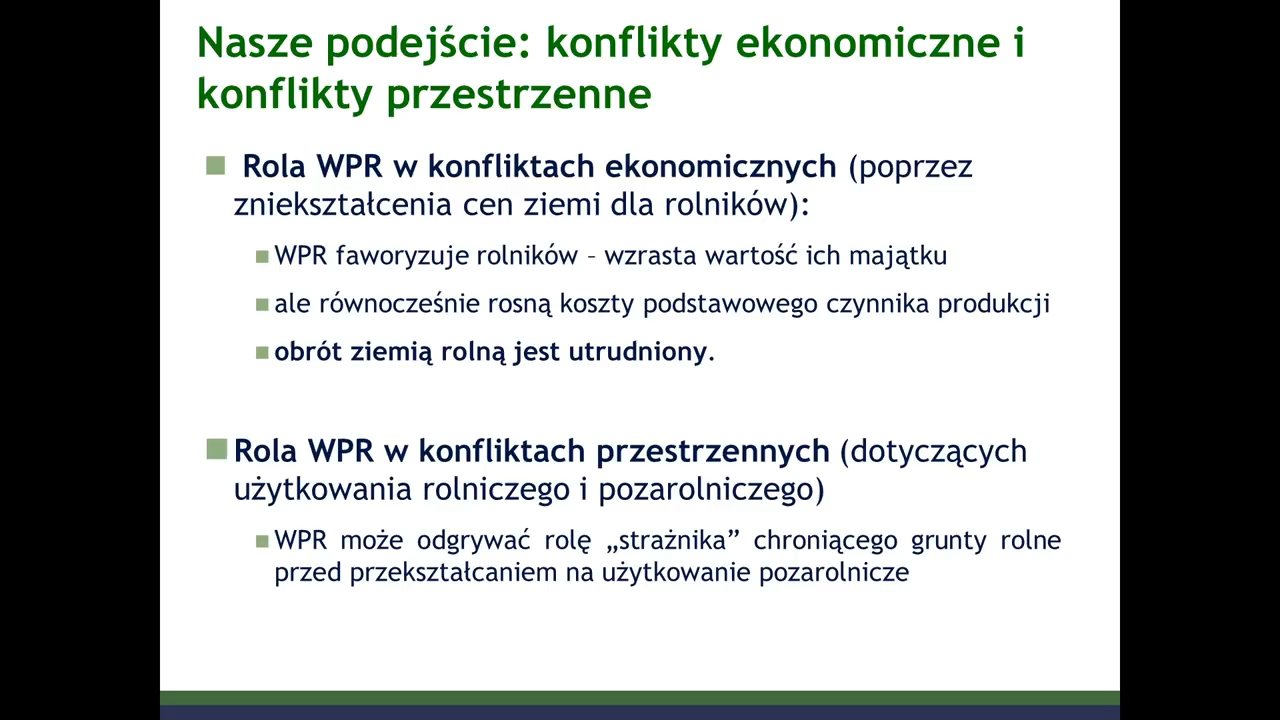 Nasze podejście: konflikty ekonomiczne i
konflikty przestrzenne
Rola WPR w konfliktach ekonomicznych (poprzez
zniekształcenia cen ziemi dla rolników):
WPR faworyzuje rolników – wzrasta wartość ich majątku
ale równocześnie rosną koszty podstawowego czynnika produkcji
obrót ziemią rolną jest utrudniony.
Rola WPR w konfliktach przestrzennych (dotyczących
użytkowania rolniczego i pozarolniczego)
WPR może odgrywać rolę „strażnika” chroniącego grunty rolne
przed przekształcaniem na użytkowanie pozarolnicze